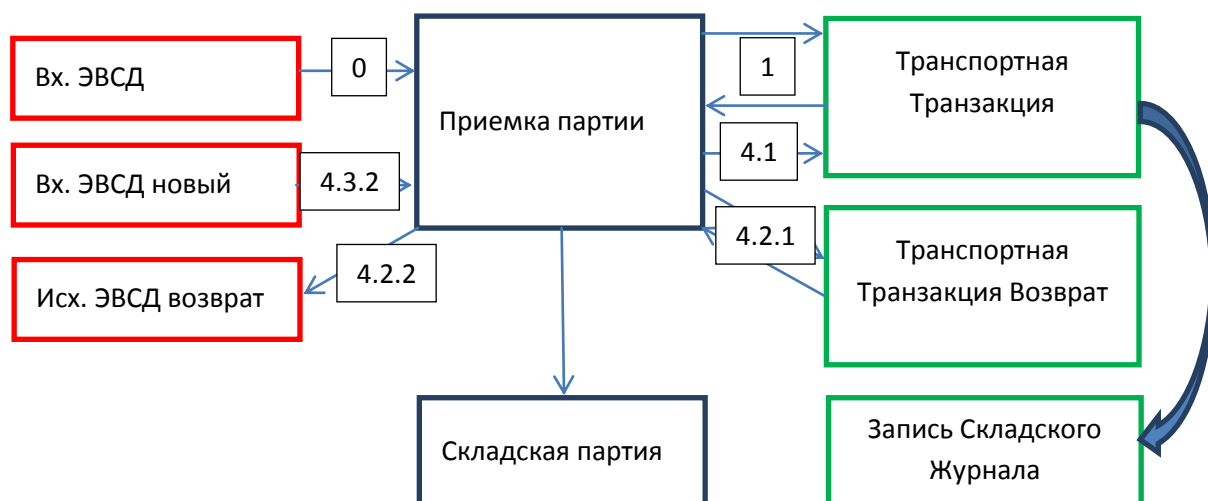 Вх. ЭВСД
0
Приемка партии
1
Транспортная
Транзакция
4.1
Вх. ЭВСД новый
4.3.2
4.2.1
Транспортная
Транзакция Возврат
Исх. ЭВСД возврат
4.2.2
Складская партия
Запись Складского
Журнала